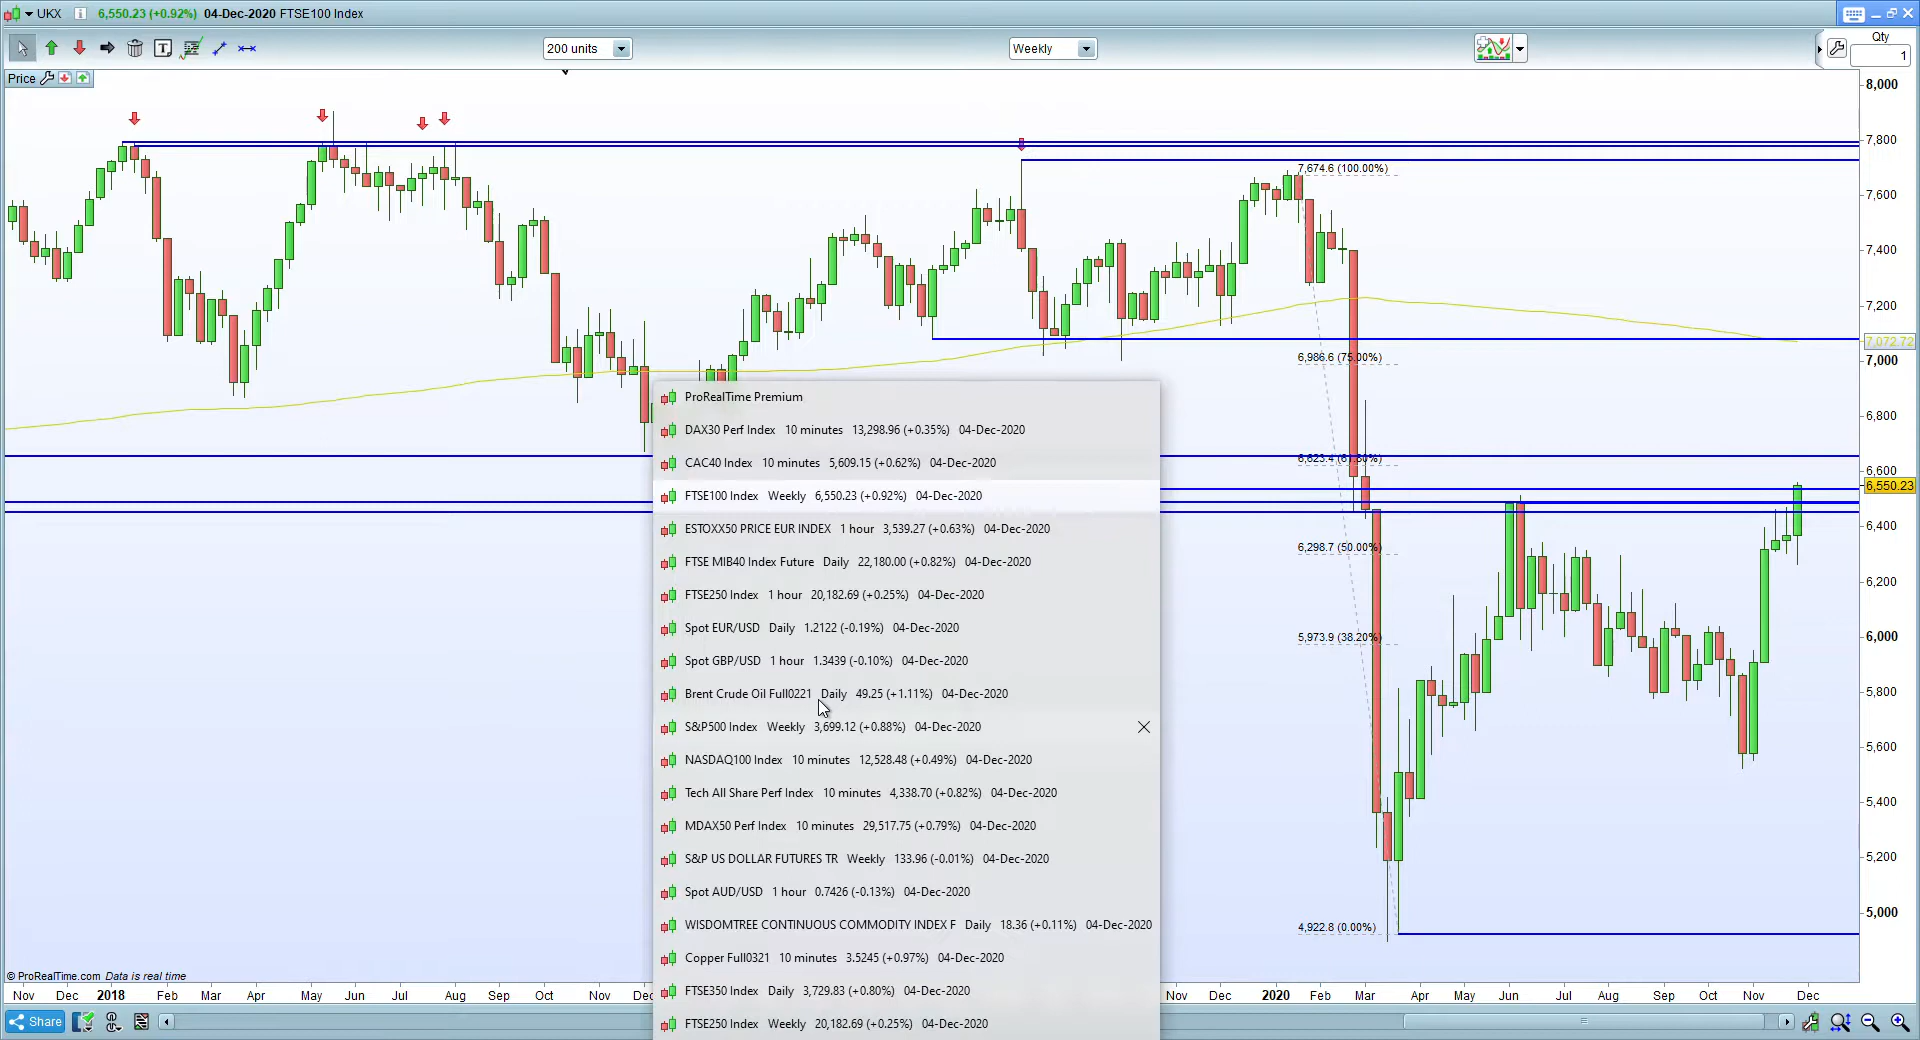 UKX i 6,550.23 (+0.92%) 04-Dec-2020 FTSE100 Index
200 units Weekly Qty
1
Price
8,000
7,800
7,600
7,400
7,200
7,072.72
7,000
6,800
6,600
6,550.23
6,400
6,200
6,000
5,800
5,600
5,400
5,200
5,000
7,674.6 (100.00%)
6,986.6 (75.00%)
6,623.4 (61.80%)
6,298.7 (50.00%)
5,973.9 (38.20%)
4,922.8 (0.00%)
ProRealTime Premium
DAX30 Perf Index 10 minutes 13,298.96 (+0.35%) 04-Dec-2020
CAC40 Index 10 minutes 5,609.15 (+0.62%) 04-Dec-2020
FTSE100 Index Weekly 6,550.23 (+0.92%) 04-Dec-2020
ESTOXX50 PRICE EUR INDEX 1 hour 3,539.27 (+0.63%) 04-Dec-2020
FTSE MIB40 Index Future Daily 22,180.00 (+0.82%) 04-Dec-2020
FTSE250 Index 1 hour 20,182.69 (+0.25%) 04-Dec-2020
Spot EUR/USD Daily 1.2122 (-0.19%) 04-Dec-2020
Spot GBP/USD 1 hour 1.3439 (-0.10%) 04-Dec-2020
Brent Crude Oil Full0221 Daily 49.25 (+1.11%) 04-Dec-2020
S&P500 Index Weekly 3,699.12 (+0.88%) 04-Dec-2020
NASDAQ100 Index 10 minutes 12,528.48 (+0.49%) 04-Dec-2020
Tech All Share Perf Index 10 minutes 4,338.70 (+0.82%) 04-Dec-2020
MDAX50 Perf Index 10 minutes 29,517.75 (+0.79%) 04-Dec-2020
S&P US DOLLAR FUTURES TR Weekly 133.96 (-0.01%) 04-Dec-2020
Spot AUD/USD 1 hour 0.7426 (-0.13%) 04-Dec-2020
WISDOMTREE CONTINUOUS COMMODITY INDEX F Daily 18.36 (+0.11%) 04-Dec-2020
Copper Full0321 10 minutes 3.5245 (+0.97%) 04-Dec-2020
FTSE350 Index Daily 3,729.83 (+0.80%) 04-Dec-2020
FTSE250 Index Weekly 20,182.69 (+0.25%) 04-Dec-2020
© ProRealTime.com Data is real time
Nov Dec 2018 Feb Mar Apr May Jun Jul Aug Sep Oct Nov Dec Nov Dec 2020 Feb Mar Apr May Jun Jul Aug Sep Oct Nov Dec
Share